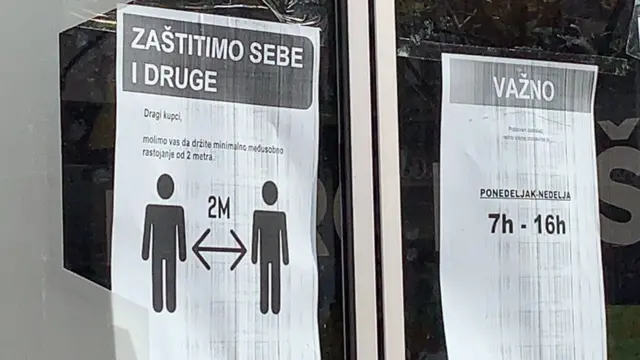 ZAŠTITIMO SEBE
I DRUGE
Dragi kupci,
molimo vas da držite minimalno međusobno
rastojanje od 2 metra.
2M
VAŽNO
PONEDELJAK-NEDELJA
7h - 16h